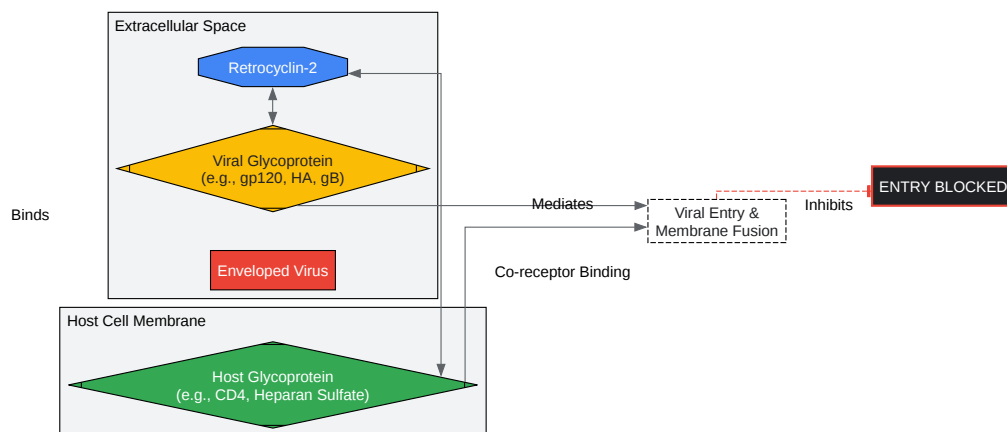 Extracellular Space
Retrocyclin-2
Viral Glycoprotein
(e.g., gp120, HA, gB)
Binds
Mediates
Inhibits
ENTRY BLOCKED
Viral Entry &
Membrane Fusion
Enveloped Virus
Co-receptor Binding
Host Cell Membrane
Host Glycoprotein
(e.g., CD4, Heparan Sulfate)